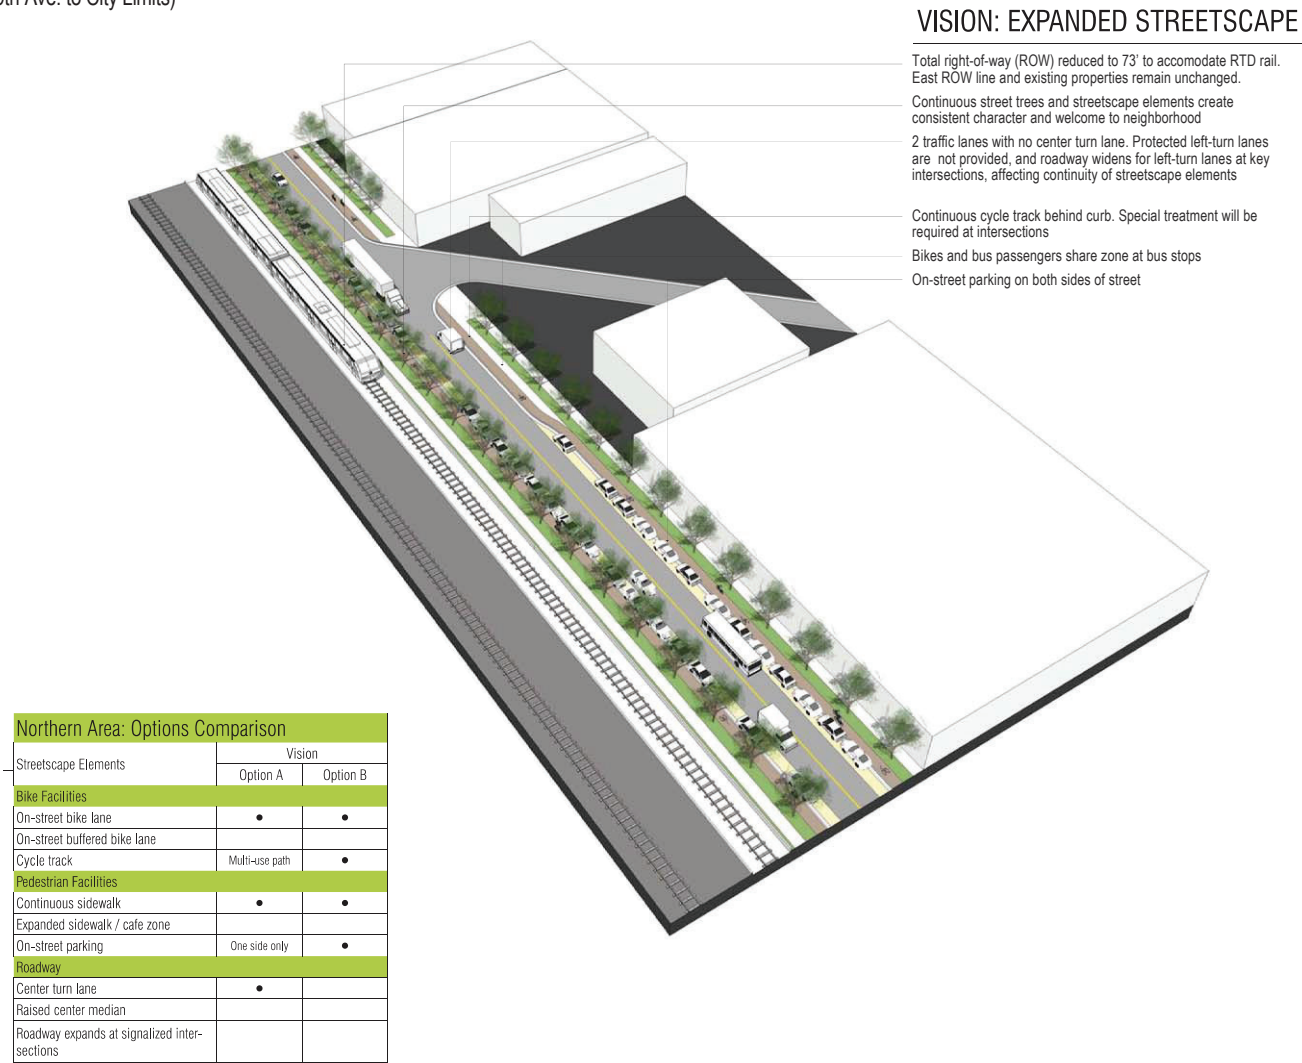 Ave. to City Limits)
VISION: EXPANDED STREETSCAPE
Total right-of-way (ROW) reduced to 73' to accomodate RTD rail.
East ROW line and existing properties remain unchanged.
Continuous street trees and streetscape elements create
consistent character and welcome to neighborhood
2 traffic lanes with no center turn lane. Protected left-turn lanes
are not provided, and roadway widens for left-turn lanes at key
intersections, affecting continuity of streetscape elements
Continuous cycle track behind curb. Special treatment will be
required at intersections
Bikes and bus passengers share zone at bus stops
On-street parking on both sides of street
Northern Area: Options Comparison
Streetscape Elements
Vision
Option A Option B
Bike Facilities
On-street bike lane ● ●
On-street buffered bike lane
Cycle track Multi-use path ●
Pedestrian Facilities
Continuous sidewalk ● ●
Expanded sidewalk / cafe zone
On-street parking One side only ●
Roadway
Center turn lane ●
Raised center median
Roadway expands at signalized inter-
sections